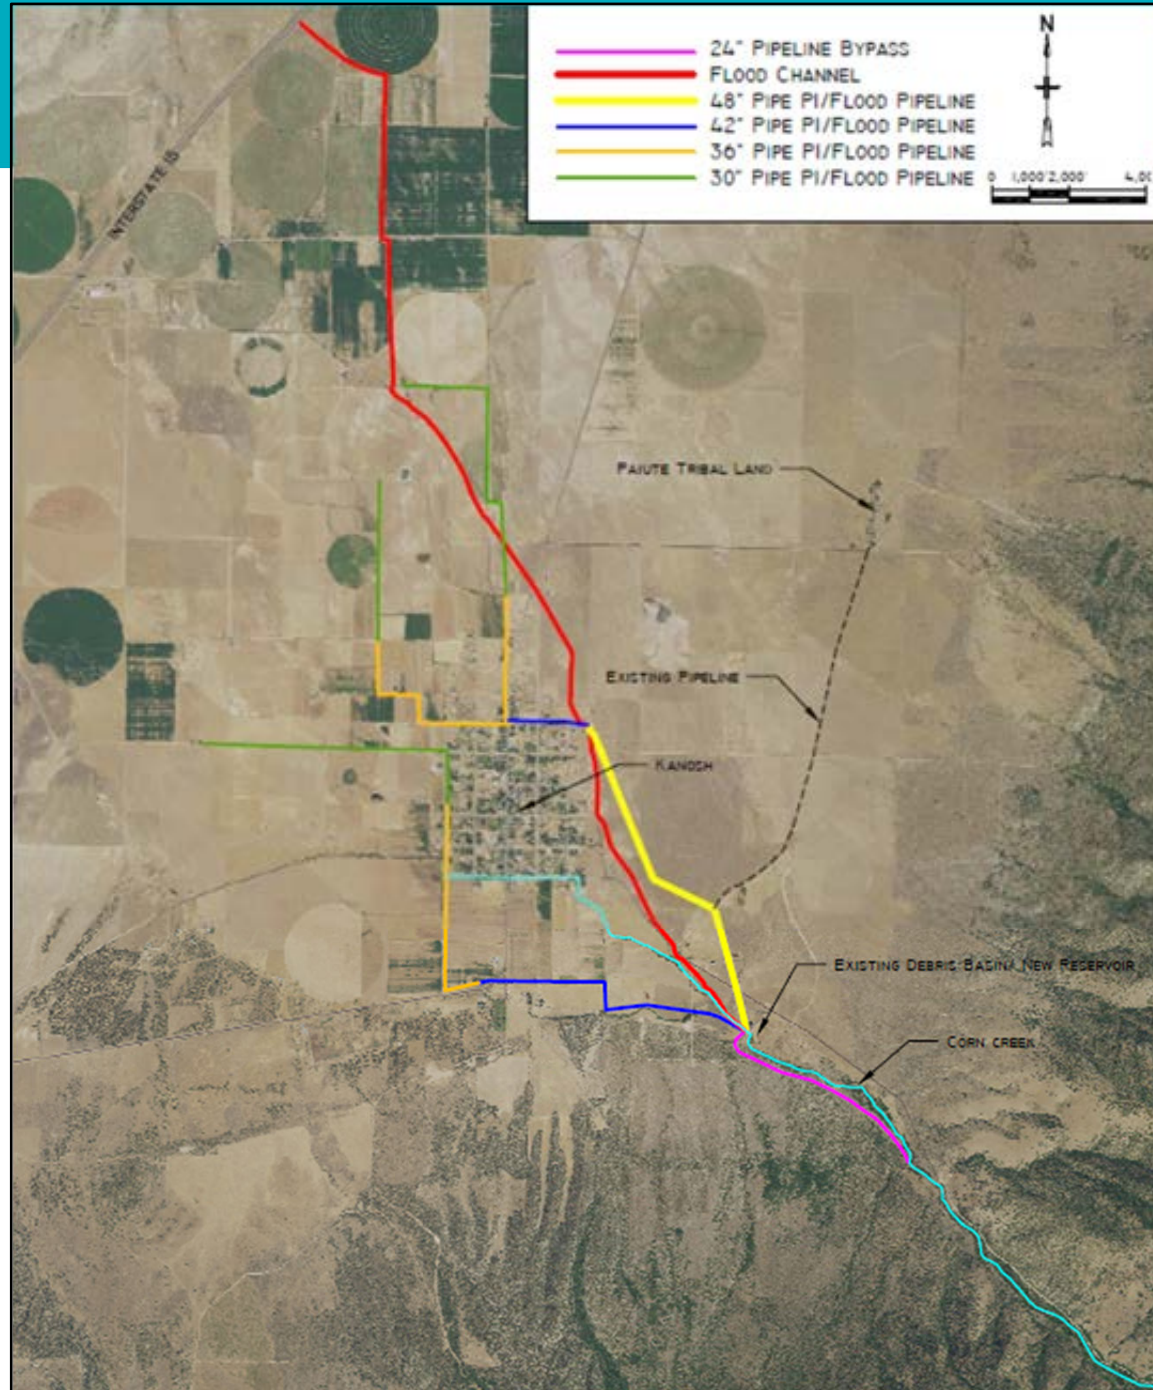 24" PIPELINE BYPASS
FLOOD CHANNEL
48" PIPE PI/FLOOD PIPELINE
42" PIPE PI/FLOOD PIPELINE
36" PIPE PI/FLOOD PIPELINE
30" PIPE PI/FLOOD PIPELINE
N
0 1,000' 2,000'
INTERSTATE 15
PAIUTE TRIBAL LAND
EXISTING PIPELINE
KANOSH
EXISTING DEBRIS BASIN/ NEW RESERVOIR
CORN CREEK